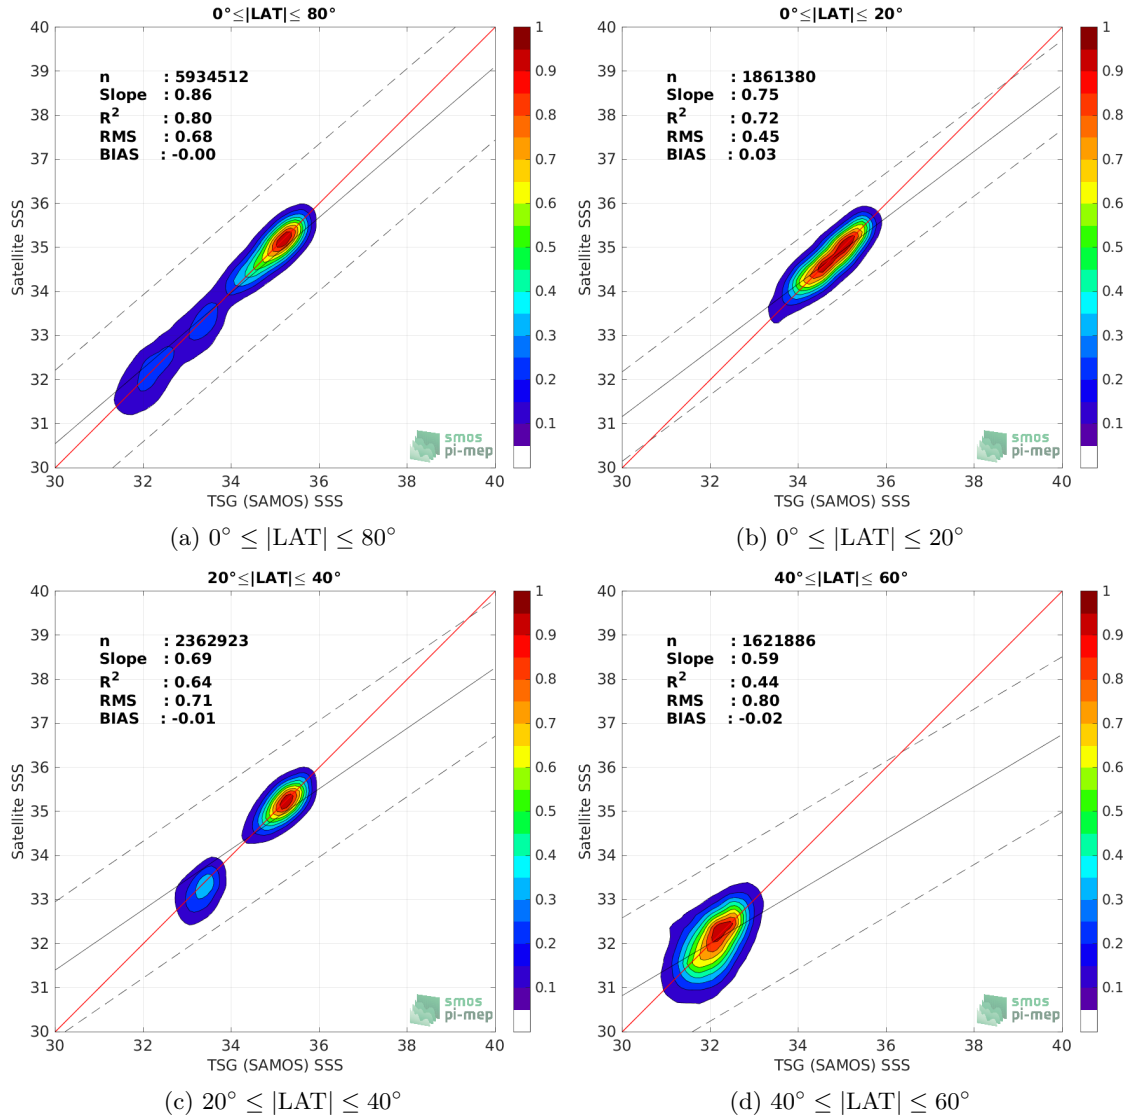 0°≤|LAT|≤ 80°
n : 5934512
Slope : 0.86
R² : 0.80
RMS : 0.68
BIAS : -0.00
40
39
38
37
36
35
34
33
32
31
30
Satellite SSS
30 32 34 36 38 40
TSG (SAMOS) SSS
1
0.9
0.8
0.7
0.6
0.5
0.4
0.3
0.2
0.1
smos
pi-mep
(a) 0° ≤ |LAT| ≤ 80°
0°≤|LAT|≤ 20°
n : 1861380
Slope : 0.75
R² : 0.72
RMS : 0.45
BIAS : 0.03
40
39
38
37
36
35
34
33
32
31
30
Satellite SSS
30 32 34 36 38 40
TSG (SAMOS) SSS
1
0.9
0.8
0.7
0.6
0.5
0.4
0.3
0.2
0.1
smos
pi-mep
(b) 0° ≤ |LAT| ≤ 20°
20°≤|LAT|≤ 40°
n : 2362923
Slope : 0.69
R² : 0.64
RMS : 0.71
BIAS : -0.01
40
39
38
37
36
35
34
33
32
31
30
Satellite SSS
30 32 34 36 38 40
TSG (SAMOS) SSS
1
0.9
0.8
0.7
0.6
0.5
0.4
0.3
0.2
0.1
smos
pi-mep
(c) 20° ≤ |LAT| ≤ 40°
40°≤|LAT|≤ 60°
n : 1621886
Slope : 0.59
R² : 0.44
RMS : 0.80
BIAS : -0.02
40
39
38
37
36
35
34
33
32
31
30
Satellite SSS
30 32 34 36 38 40
TSG (SAMOS) SSS
1
0.9
0.8
0.7
0.6
0.5
0.4
0.3
0.2
0.1
smos
pi-mep
(d) 40° ≤ |LAT| ≤ 60°